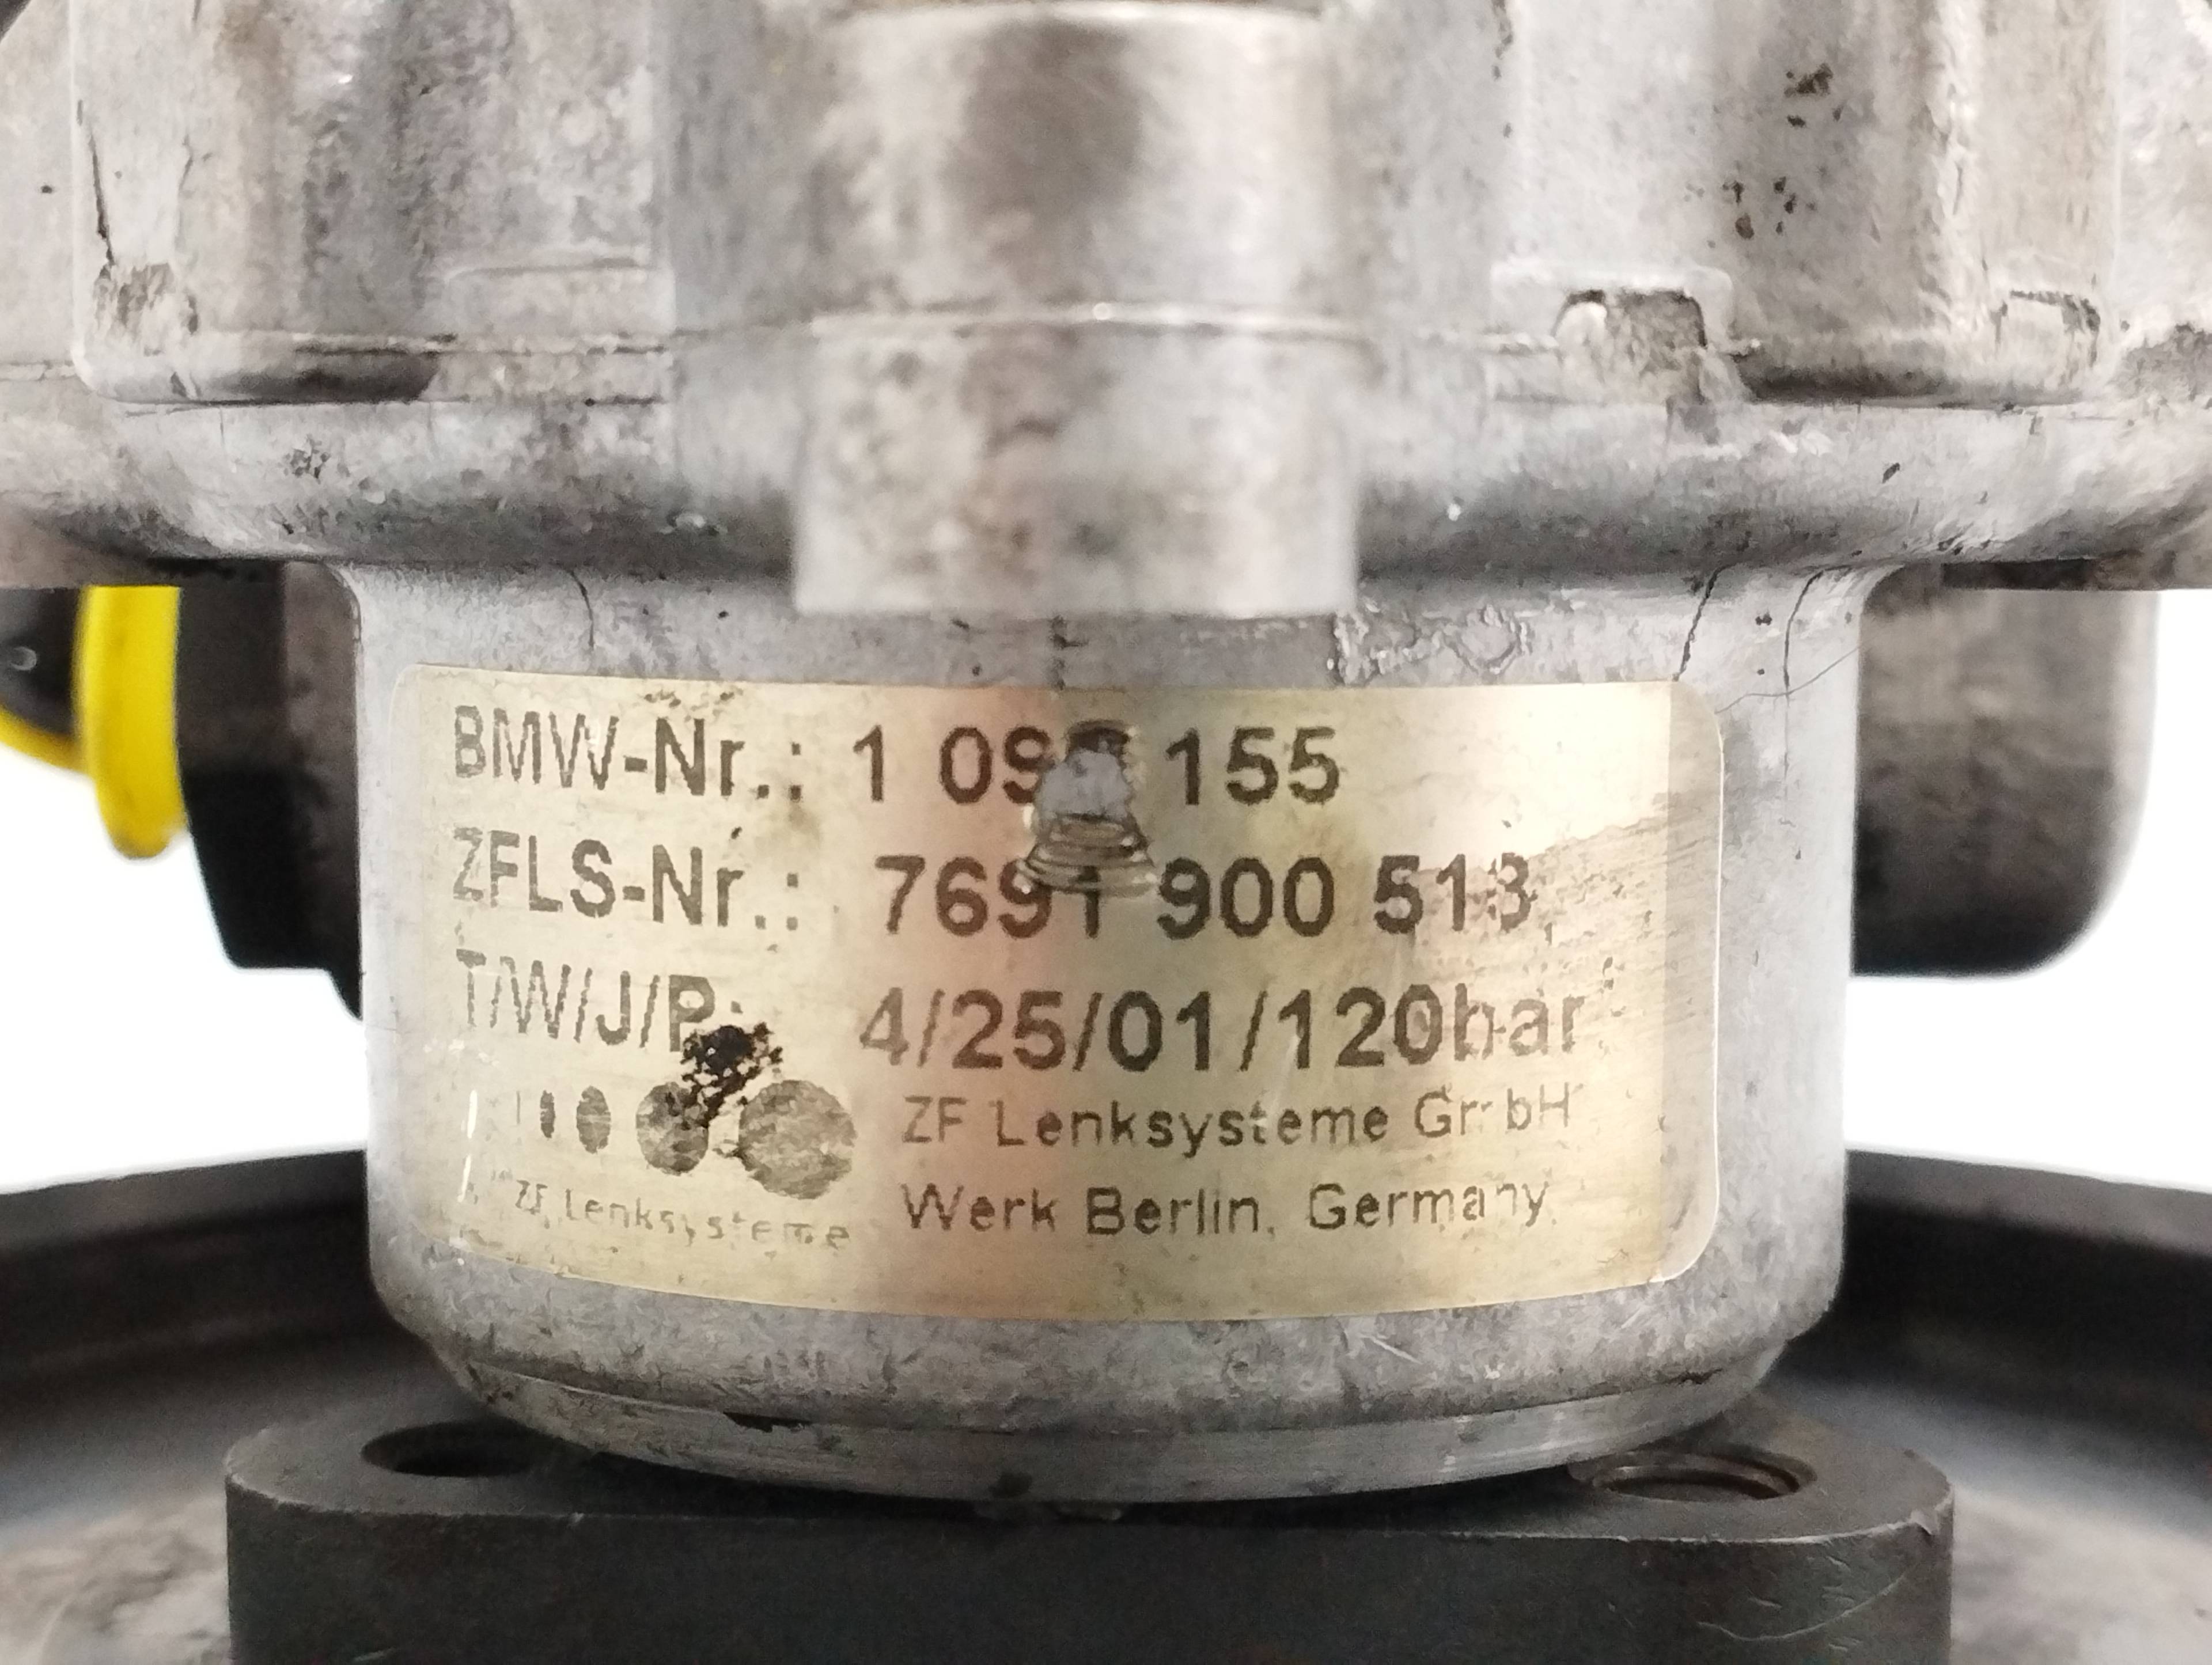 BMW-Nr.: 1 155
ZFLS-Nr.: 7691 900 513
T/W/J/P: 4/25/01/120bar
ZF Lenksysteme GmbH
ZF Lenksysteme
Werk Berlin, Germany